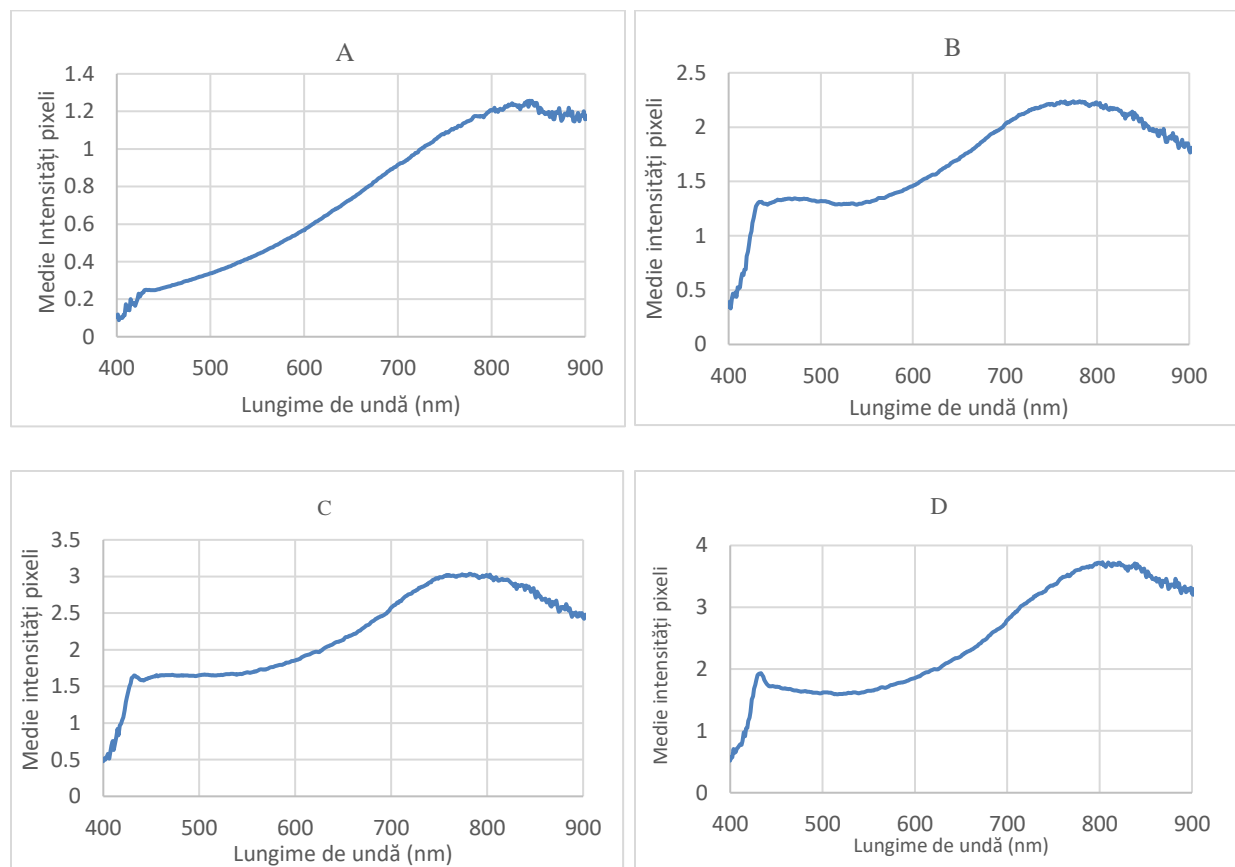 A
Medie Intensități pixeli
1.4
1.2
1
0.8
0.6
0.4
0.2
0
400 500 600 700 800 900
Lungime de undă (nm)
B
Medie intensități pixeli
2.5
2
1.5
1
0.5
0
400 500 600 700 800 900
Lungime de undă (nm)
C
Medie intensități pixeli
3.5
3
2.5
2
1.5
1
0.5
0
400 500 600 700 800 900
Lungime de undă (nm)
D
Medie intensități pixeli
4
3
2
1
0
400 500 600 700 800 900
Lungime de undă (nm)